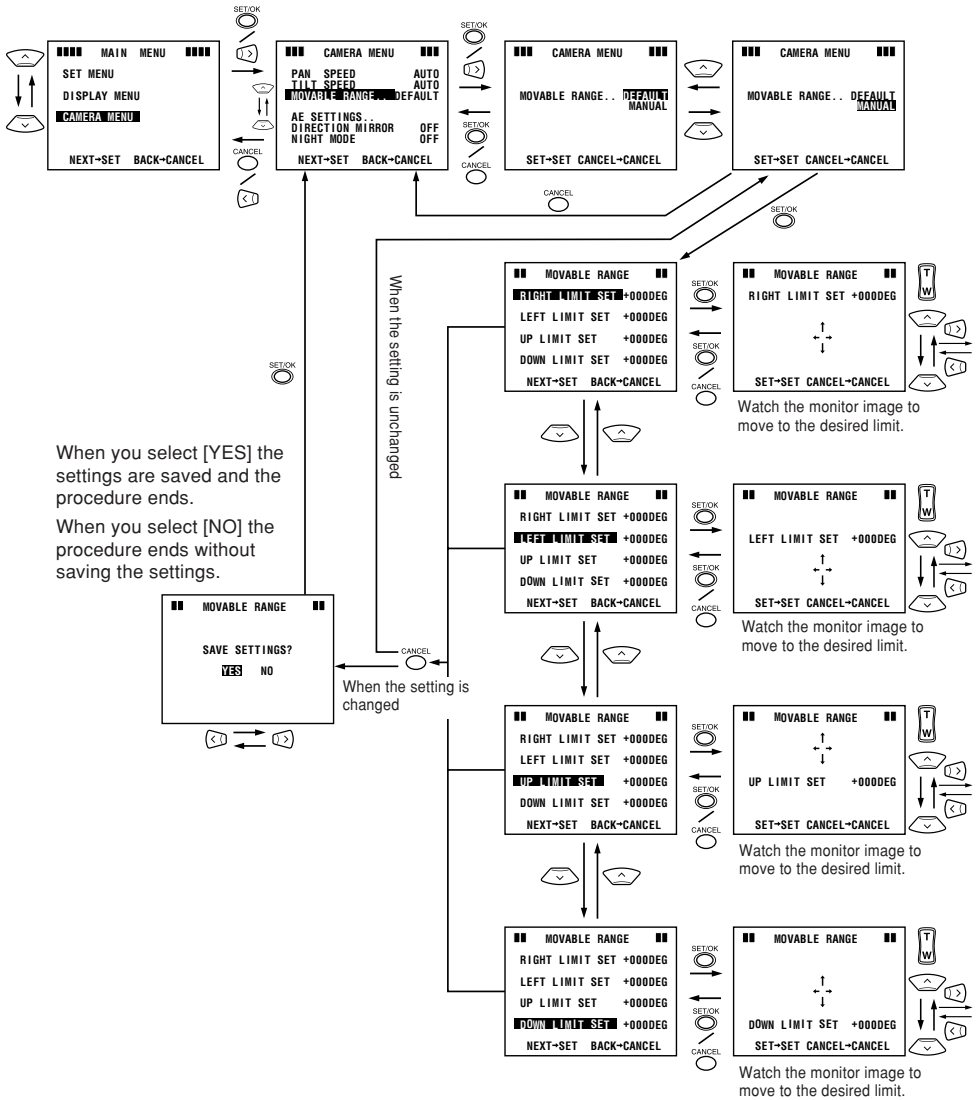 SET/OK
MAIN MENU
SET MENU
DISPLAY MENU
CAMERA MENU
NEXT→SET BACK→CANCEL
CANCEL
CAMERA MENU
PAN SPEED AUTO
TILT SPEED AUTO
MOVABLE RANGE.. DEFAULT
AE SETTINGS..
DIRECTION MIRROR OFF
NIGHT MODE OFF
NEXT→SET BACK→CANCEL
SET/OK
SET/OK
CANCEL
CAMERA MENU
MOVABLE RANGE.. DEFAULT
MANUAL
SET→SET CANCEL→CANCEL
CAMERA MENU
MOVABLE RANGE.. DEFAULT
MANUAL
SET→SET CANCEL→CANCEL
CANCEL
SET/OK
When the setting is unchanged
SET/OK
MOVABLE RANGE
RIGHT LIMIT SET +000DEG
LEFT LIMIT SET +000DEG
UP LIMIT SET +000DEG
DOWN LIMIT SET +000DEG
NEXT→SET BACK→CANCEL
SET/OK
SET/OK
CANCEL
MOVABLE RANGE
RIGHT LIMIT SET +000DEG
SET→SET CANCEL→CANCEL
T
W
Watch the monitor image to
move to the desired limit.
When you select [YES] the
settings are saved and the
procedure ends.
When you select [NO] the
procedure ends without
saving the settings.
MOVABLE RANGE
RIGHT LIMIT SET +000DEG
LEFT LIMIT SET +000DEG
UP LIMIT SET +000DEG
DOWN LIMIT SET +000DEG
NEXT→SET BACK→CANCEL
SET/OK
SET/OK
CANCEL
MOVABLE RANGE
LEFT LIMIT SET +000DEG
SET→SET CANCEL→CANCEL
T
W
Watch the monitor image to
move to the desired limit.
MOVABLE RANGE
SAVE SETTINGS?
YES NO
CANCEL
When the setting is
changed
MOVABLE RANGE
RIGHT LIMIT SET +000DEG
LEFT LIMIT SET +000DEG
UP LIMIT SET +000DEG
DOWN LIMIT SET +000DEG
NEXT→SET BACK→CANCEL
SET/OK
SET/OK
CANCEL
MOVABLE RANGE
UP LIMIT SET +000DEG
SET→SET CANCEL→CANCEL
T
W
Watch the monitor image to
move to the desired limit.
MOVABLE RANGE
RIGHT LIMIT SET +000DEG
LEFT LIMIT SET +000DEG
UP LIMIT SET +000DEG
DOWN LIMIT SET +000DEG
NEXT→SET BACK→CANCEL
SET/OK
SET/OK
CANCEL
MOVABLE RANGE
DOWN LIMIT SET +000DEG
SET→SET CANCEL→CANCEL
T
W
Watch the monitor image to
move to the desired limit.